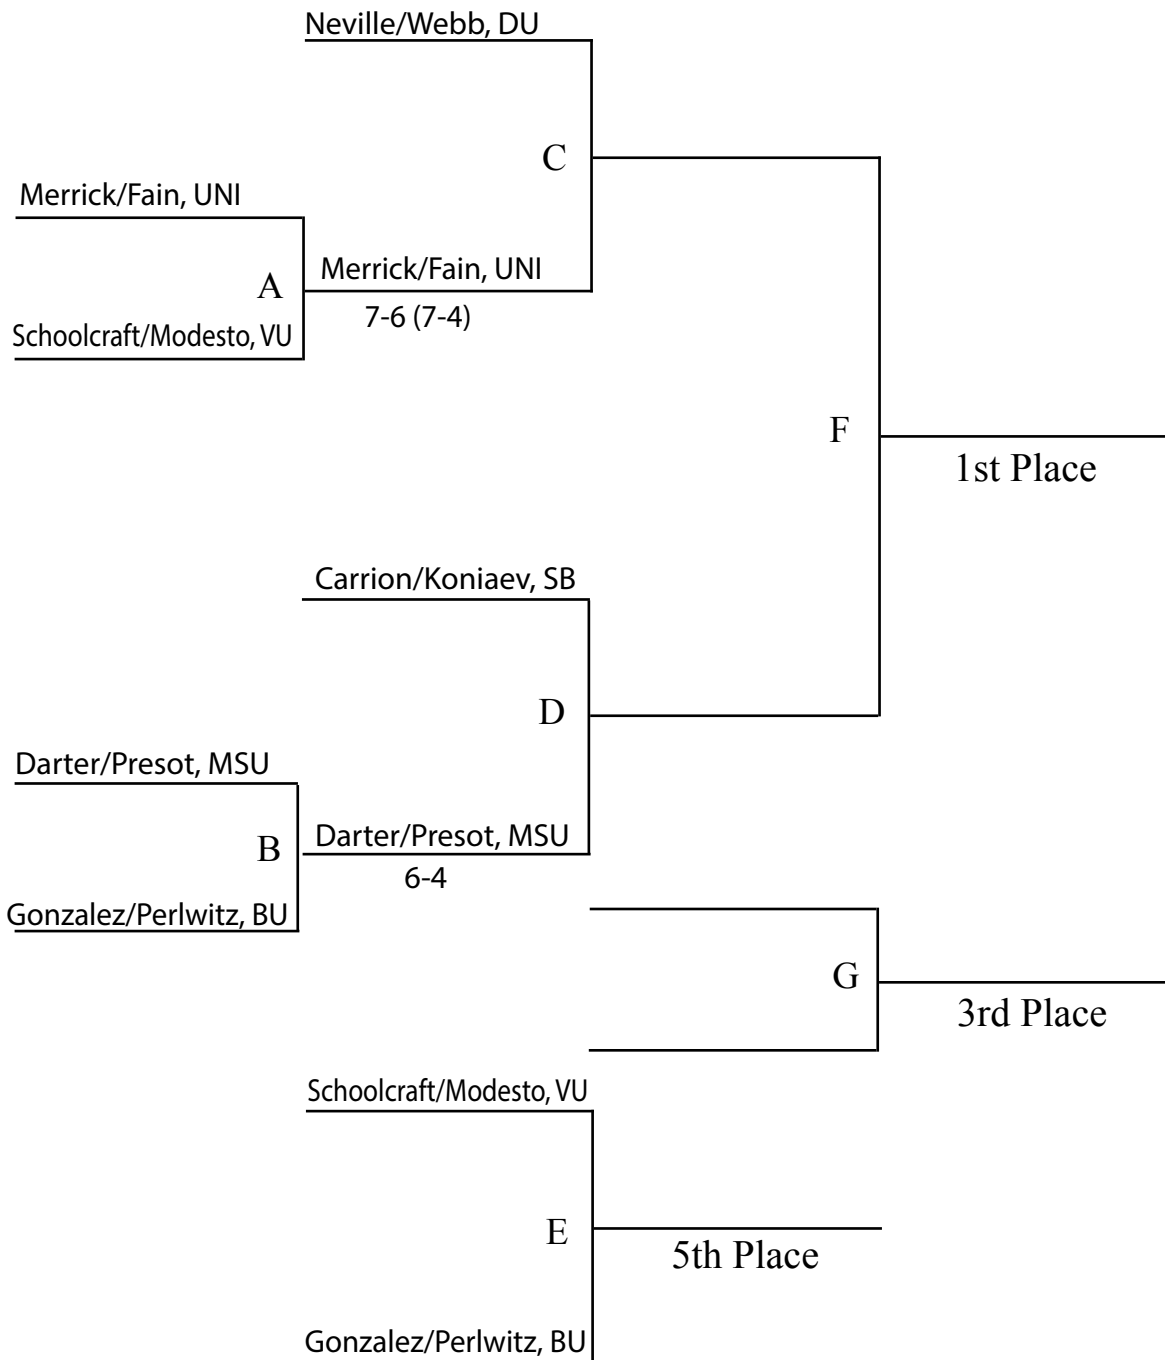 Neville/Webb, DU
C
Merrick/Fain, UNI
Merrick/Fain, UNI
A
7-6 (7-4)
Schoolcraft/Modesto, VU
F
1st Place
Carrion/Koniaev, SB
D
Darter/Presot, MSU
Darter/Presot, MSU
B
6-4
Gonzalez/Perlwitz, BU
G
3rd Place
Schoolcraft/Modesto, VU
E
5th Place
Gonzalez/Perlwitz, BU